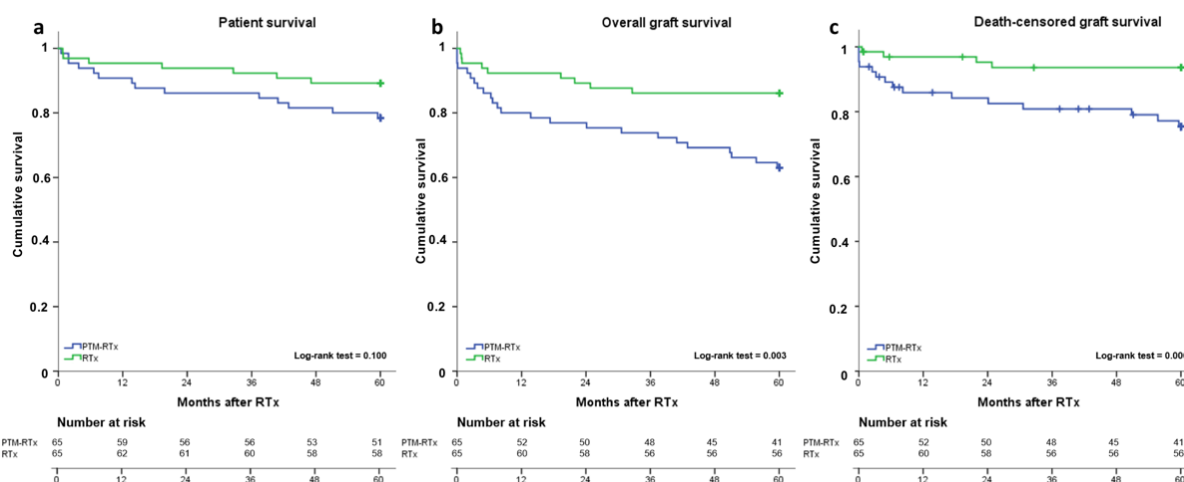 a Patient survival
1
0.8
0.6
0.4
0.2
0
Cumulative survival
PTM-RTx
RTx
Log-rank test = 0.100
0 12 24 36 48 60
Months after RTx
Number at risk
PTM-RTx 65 59 56 56 53 51
RTx 65 62 61 60 58 58
0 12 24 36 48 60
b Overall graft survival
1
0.8
0.6
0.4
0.2
0
Cumulative survival
PTM-RTx
RTx
Log-rank test = 0.003
0 12 24 36 48 60
Months after RTx
Number at risk
PTM-RTx 65 52 50 48 45 41
RTx 65 60 58 56 56 56
0 12 24 36 48 60
c Death-censored graft survival
1
0.8
0.6
0.4
0.2
0
Cumulative survival
PTM-RTx
RTx
Log-rank test = 0.00
0 12 24 36 48 60
Months after RTx
Number at risk
PTM-RTx 65 52 50 48 45 41
RTx 65 60 58 56 56 56
0 12 24 36 48 60